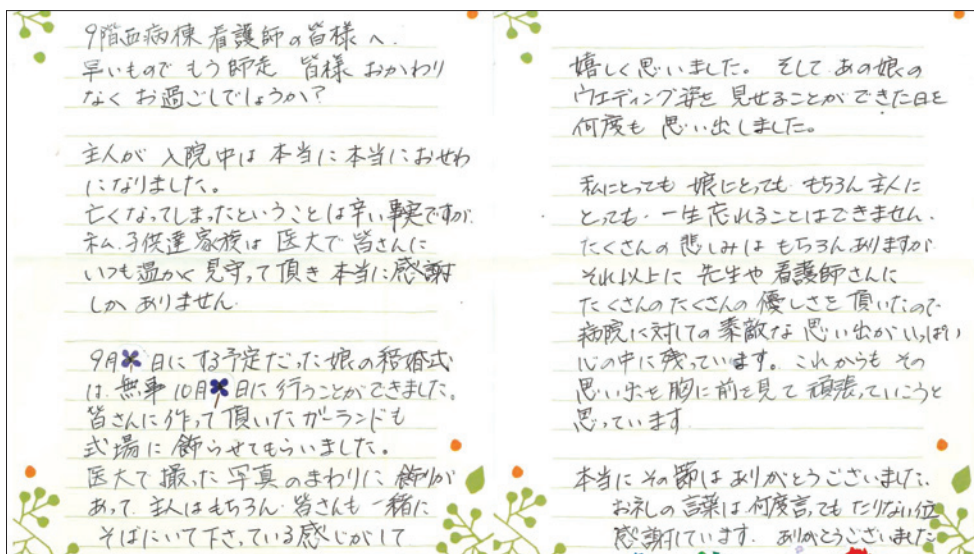 9階西病棟 看護師の皆様へ.
早いもので もう師走 皆様 おかわり
なく お過ごしでしょうか?
主人が 入院中は 本当に 本当に おせわ
になりました。
亡くなってしまったということは 辛い事実ですが.
私、子供達 家族は 医大で 皆さんに
いつも 温かく 見守って 頂き 本当に 感謝
しか ありません
9月 日に する予定だった 娘の結婚式
は. 無事 10月 日に 行うことができました。
皆さんに 作って 頂いた ガーランドも
式場に 飾らせてもらいました。
医大で 撮った 写真 のまわりに 飾りが
あって、主人はもちろん 皆さんも 一緒に
そばにいて 下さっている 感じがして
嬉しく 思いました。 そして あの娘の
ウエディング姿を 見せることが できた日を
何度も 思い出しました。
私にとっても 娘にとっても. もちろん 主人に
とっても. 一生 忘れることは できません.
たくさんの 悲しみは もちろん ありますが
それ以上に 先生や 看護師さんに
たくさんの たくさんの 優しさを 頂いたので
病院に対しての 素敵な 思い出が いっぱい
心の中に 残っています。 これからも その
思い出を 胸に 前を見て 頑張っていこうと
思っています
本当に その節は ありがとうございました.
お礼の言葉は 何度言っても たりない位
感謝しています. ありがとうございました